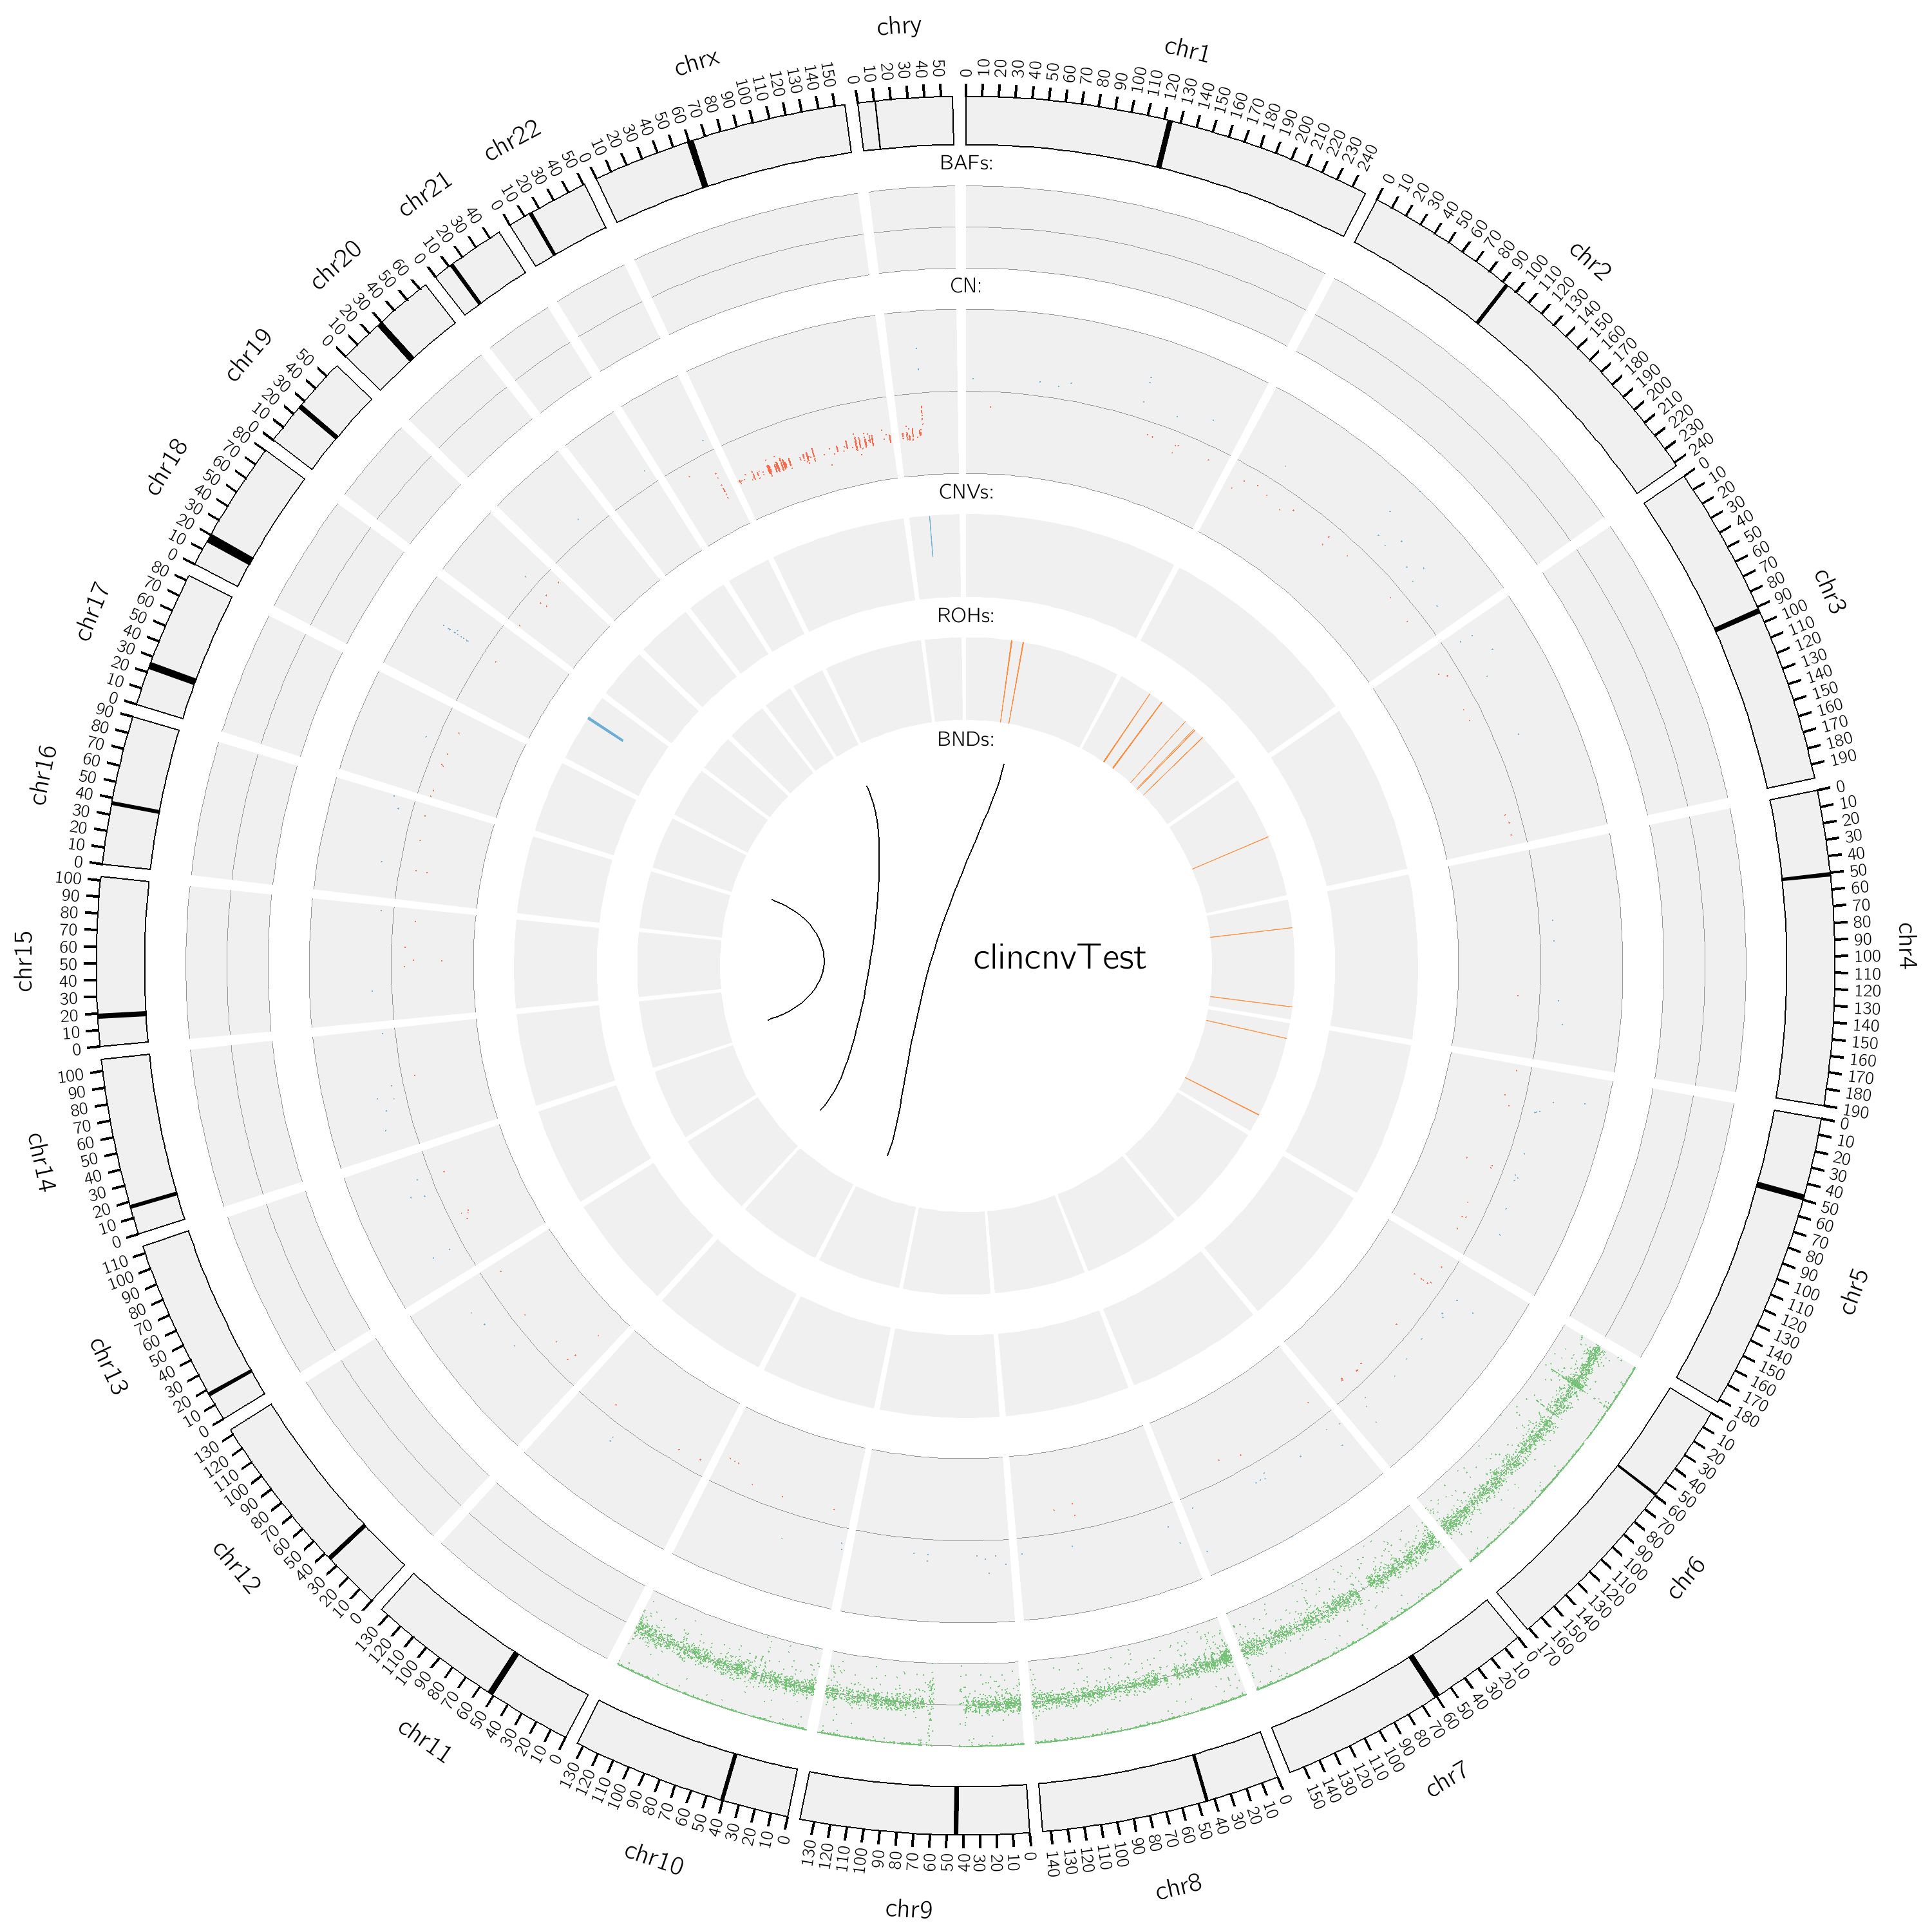 chr1
0 10 20 30 40 50 60 70 80 90 100 110 120 130 140 150 160 170 180 190 200 210 220 230 240
chr2
0 10 20 30 40 50 60 70 80 90 100 110 120 130 140 150 160 170 180 190 200 210 220 230 240
chr3
0 10 20 30 40 50 60 70 80 90 100 110 120 130 140 150 160 170 180 190
chr4
0 10 20 30 40 50 60 70 80 90 100 110 120 130 140 150 160 170 180 190
chr5
0 10 20 30 40 50 60 70 80 90 100 110 120 130 140 150 160 170 180
chr6
0 10 20 30 40 50 60 70 80 90 100 110 120 130 140 150 160 170
chr7
0 10 20 30 40 50 60 70 80 90 100 110 120 130 140 150
chr8
0 10 20 30 40 50 60 70 80 90 100 110 120 130 140
chr9
0 10 20 30 40 50 60 70 80 90 100 110 120 130
chr10
0 10 20 30 40 50 60 70 80 90 100 110 120 130
chr11
0 10 20 30 40 50 60 70 80 90 100 110 120 130
chr12
0 10 20 30 40 50 60 70 80 90 100 110 120 130
chr13
0 10 20 30 40 50 60 70 80 90 100 110
chr14
0 10 20 30 40 50 60 70 80 90 100
chr15
0 10 20 30 40 50 60 70 80 90 100
chr16
0 10 20 30 40 50 60 70 80 90
chr17
0 10 20 30 40 50 60 70 80
chr18
0 10 20 30 40 50 60 70 80
chr19
0 10 20 30 40 50
chr20
0 10 20 30 40 50 60
chr21
0 10 20 30 40
chr22
0 10 20 30 40 50
chrx
0 10 20 30 40 50 60 70 80 90 100 110 120 130 140 150
chry
0 10 20 30 40 50
BAFs:
CN:
CNVs:
ROHs:
BNDs:
clincnvTest